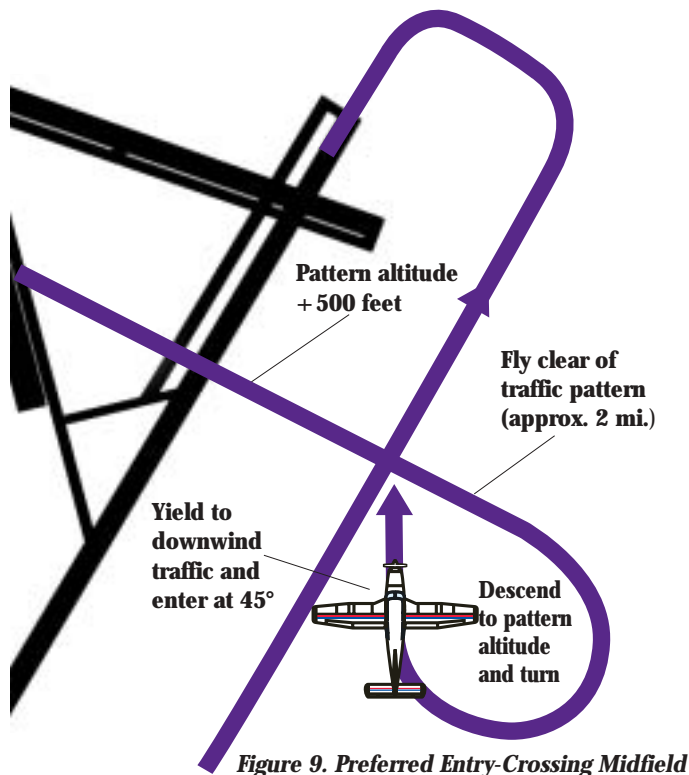 Pattern altitude
+500 feet
Fly clear of
traffic pattern
(approx. 2 mi.)
Yield to
downwind
traffic and
enter at 45°
Descend
to pattern
altitude
and turn
Figure 9. Preferred Entry-Crossing Midfield